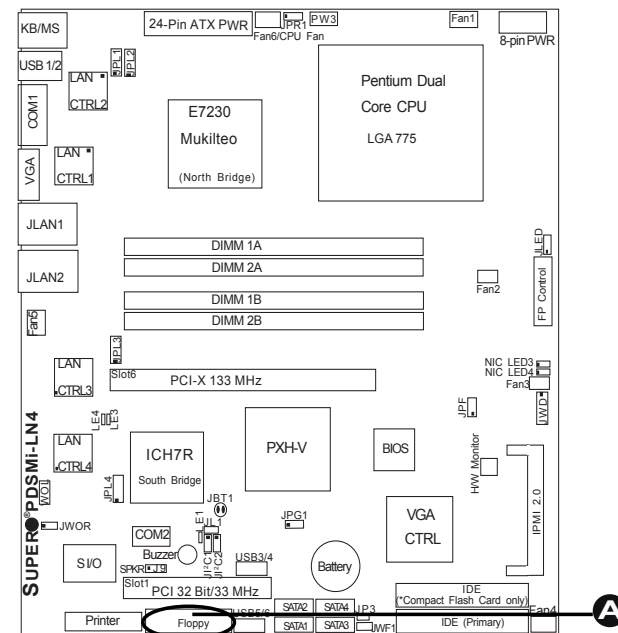 KB/MS
24-Pin ATX PWR
JPR1
PW3
Fan6/CPU Fan
Fan1
8-pin PWR
USB 1/2
JPL1
JPL2
LAN
CTRL2
COM1
E7230
Mukilteo
(North Bridge)
Pentium Dual
Core CPU
LGA 775
VGA
LAN
CTRL1
JLAN1
JLAN2
DIMM 1A
DIMM 2A
DIMM 1B
DIMM 2B
JLED
Fan2
FP Control
Fan5
JPL3
LAN
CTRL3
Slot6
PCI-X 133 MHz
NIC LED3
NIC LED4
Fan3
JPF
JWD
LE4
LE3
LAN
CTRL4
ICH7R
South Bridge
PXH-V
BIOS
H/W Monitor
IPMI 2.0
WOL
JPL4
JBT1
JPG1
VGA
CTRL
SUPER®PDSMi-LN4
JWOR
COM2
LE1
JL1
Buzzer
S I/O
SPKR
J9
JI²C1
JI²C2
USB3/4
Battery
Slot1
PCI 32 Bit/33 MHz
IDE
(*Compact Flash Card only)
Printer
Floppy
USB5/6
SATA2
SATA4
JP3
SATA1
SATA3
JWF1
IDE (Primary)
Fan4
A